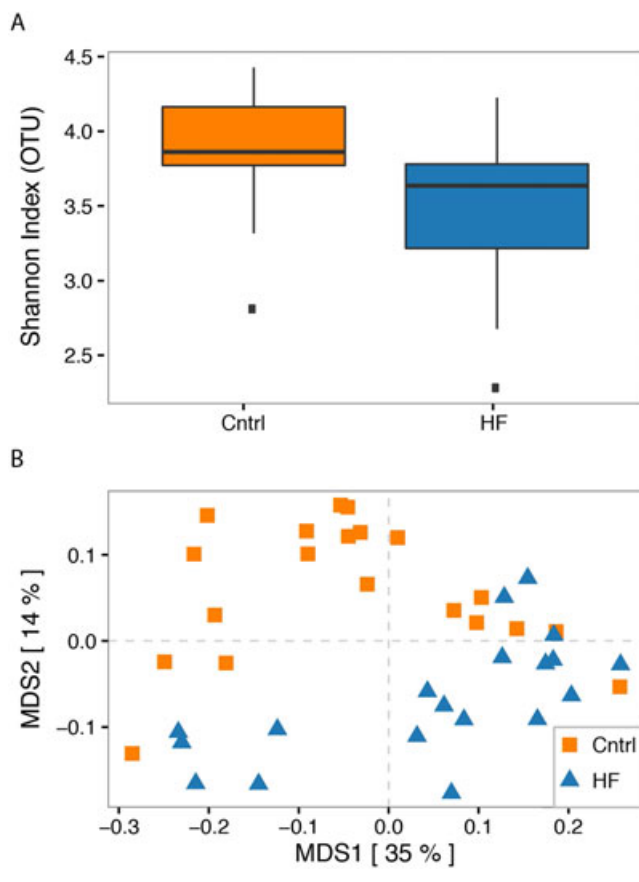 A
Shannon Index (OTU)
4.5
4.0
3.5
3.0
2.5
Cntrl HF
B
MDS2 [ 14 % ]
0.1
0.0
−0.1
Cntrl
HF
−0.3 −0.2 −0.1 0.0 0.1 0.2
MDS1 [ 35 % ]